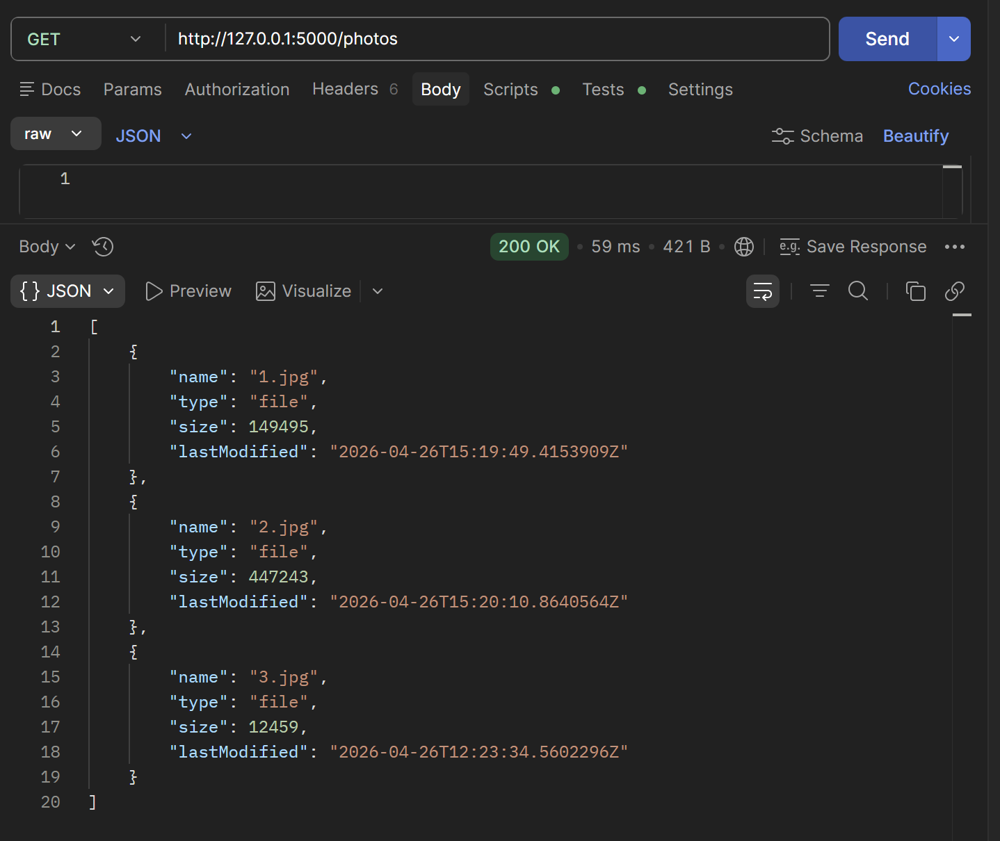 GET http://127.0.0.1:5000/photos Send
Docs Params Authorization Headers 6 Body Scripts Tests Settings Cookies
raw JSON Schema Beautify
1
Body 200 OK 59 ms 421 B e.g. Save Response
{} JSON Preview Visualize
1 [
2 {
3 "name": "1.jpg",
4 "type": "file",
5 "size": 149495,
6 "lastModified": "2026-04-26T15:19:49.4153909Z"
7 },
8 {
9 "name": "2.jpg",
10 "type": "file",
11 "size": 447243,
12 "lastModified": "2026-04-26T15:20:10.8640564Z"
13 },
14 {
15 "name": "3.jpg",
16 "type": "file",
17 "size": 12459,
18 "lastModified": "2026-04-26T12:23:34.5602296Z"
19 }
20 ]